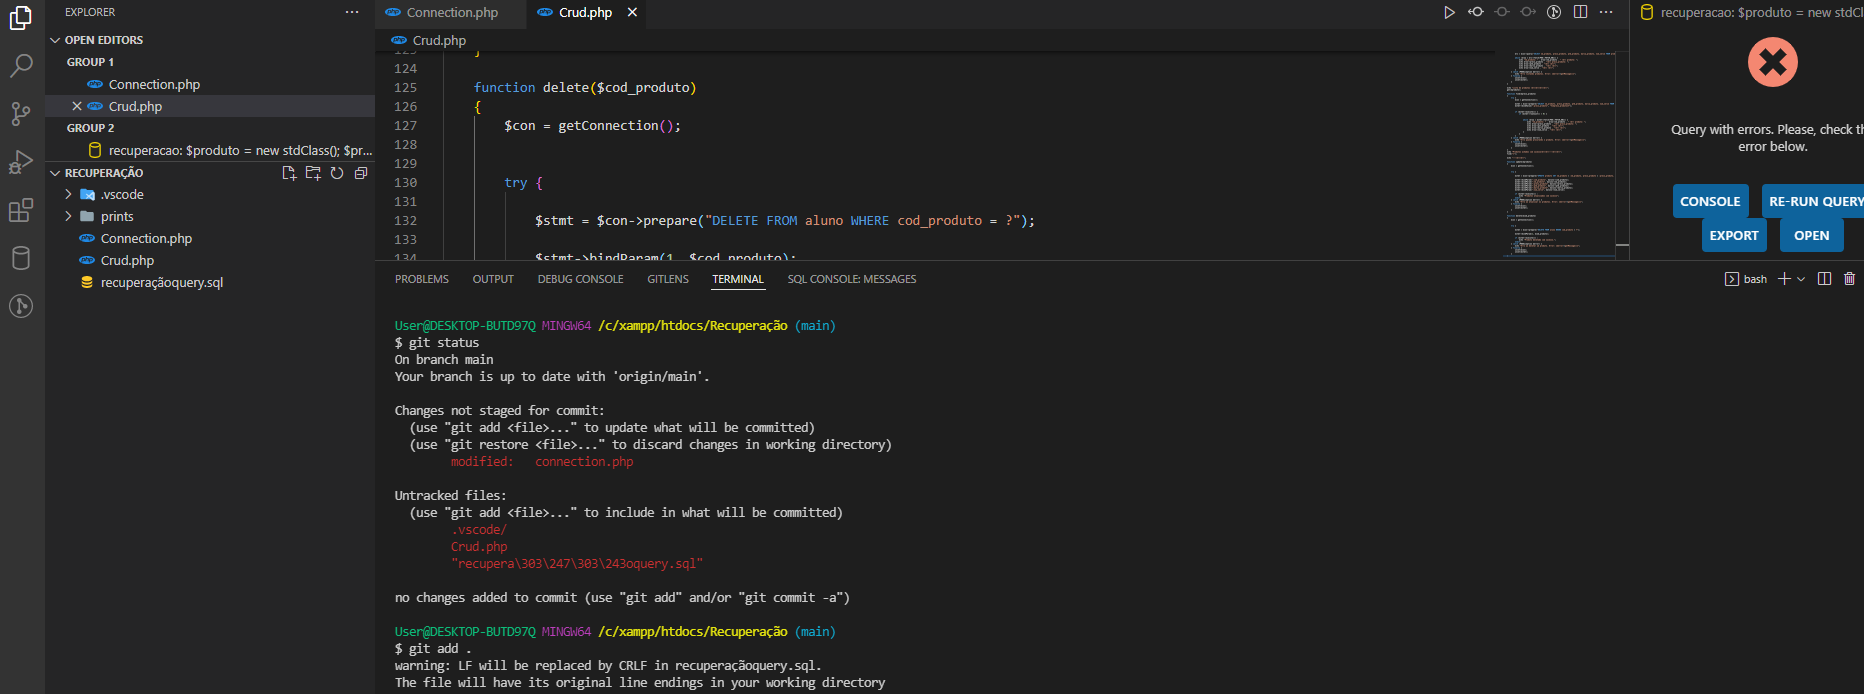 EXPLORER
OPEN EDITORS
GROUP 1
Connection.php
Crud.php
GROUP 2
recuperacao: $produto = new stdClass(); $pr...
RECUPERAÇÃO
.vscode
prints
Connection.php
Crud.php
recuperaçãoquery.sql
Connection.php
Crud.php
Crud.php
123 }
124
125 function delete($cod_produto)
126 {
127 $con = getConnection();
128
129
130 try {
131
132 $stmt = $con->prepare("DELETE FROM aluno WHERE cod_produto = ?");
133
134 $stmt->bindParam(1, $cod_produto);
recuperacao: $produto = new stdCl
Query with errors. Please, check th
error below.
CONSOLE
RE-RUN QUERY
EXPORT
OPEN
PROBLEMS OUTPUT DEBUG CONSOLE GITLENS TERMINAL SQL CONSOLE: MESSAGES
bash
User@DESKTOP-BUTD97Q MINGW64 /c/xampp/htdocs/Recuperação (main)
$ git status
On branch main
Your branch is up to date with 'origin/main'.
Changes not staged for commit:
(use "git add <file>..." to update what will be committed)
(use "git restore <file>..." to discard changes in working directory)
modified: connection.php
Untracked files:
(use "git add <file>..." to include in what will be committed)
.vscode/
Crud.php
"recupera\303\247\303\243oquery.sql"
no changes added to commit (use "git add" and/or "git commit -a")
User@DESKTOP-BUTD97Q MINGW64 /c/xampp/htdocs/Recuperação (main)
$ git add .
warning: LF will be replaced by CRLF in recuperaçãoquery.sql.
The file will have its original line endings in your working directory